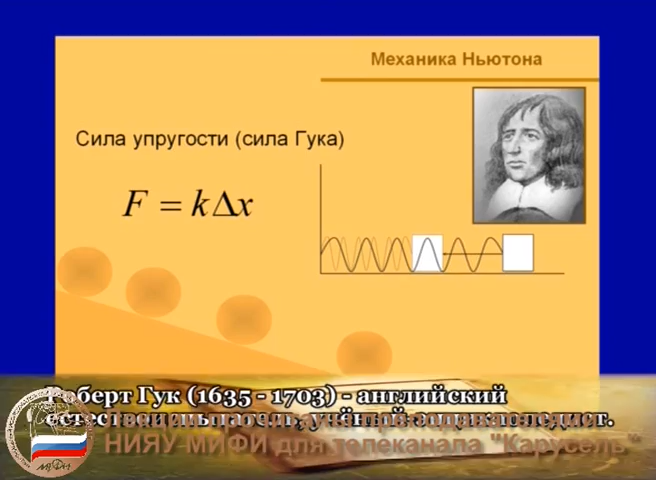 Механика Ньютона
Сила упругости (сила Гука)
F = kΔx
Роберт Гук (1635 - 1703) - английский
естествоиспытатель, учёный-энциклопедист.
НИЯУ МИФИ для телеканала "Карусель"